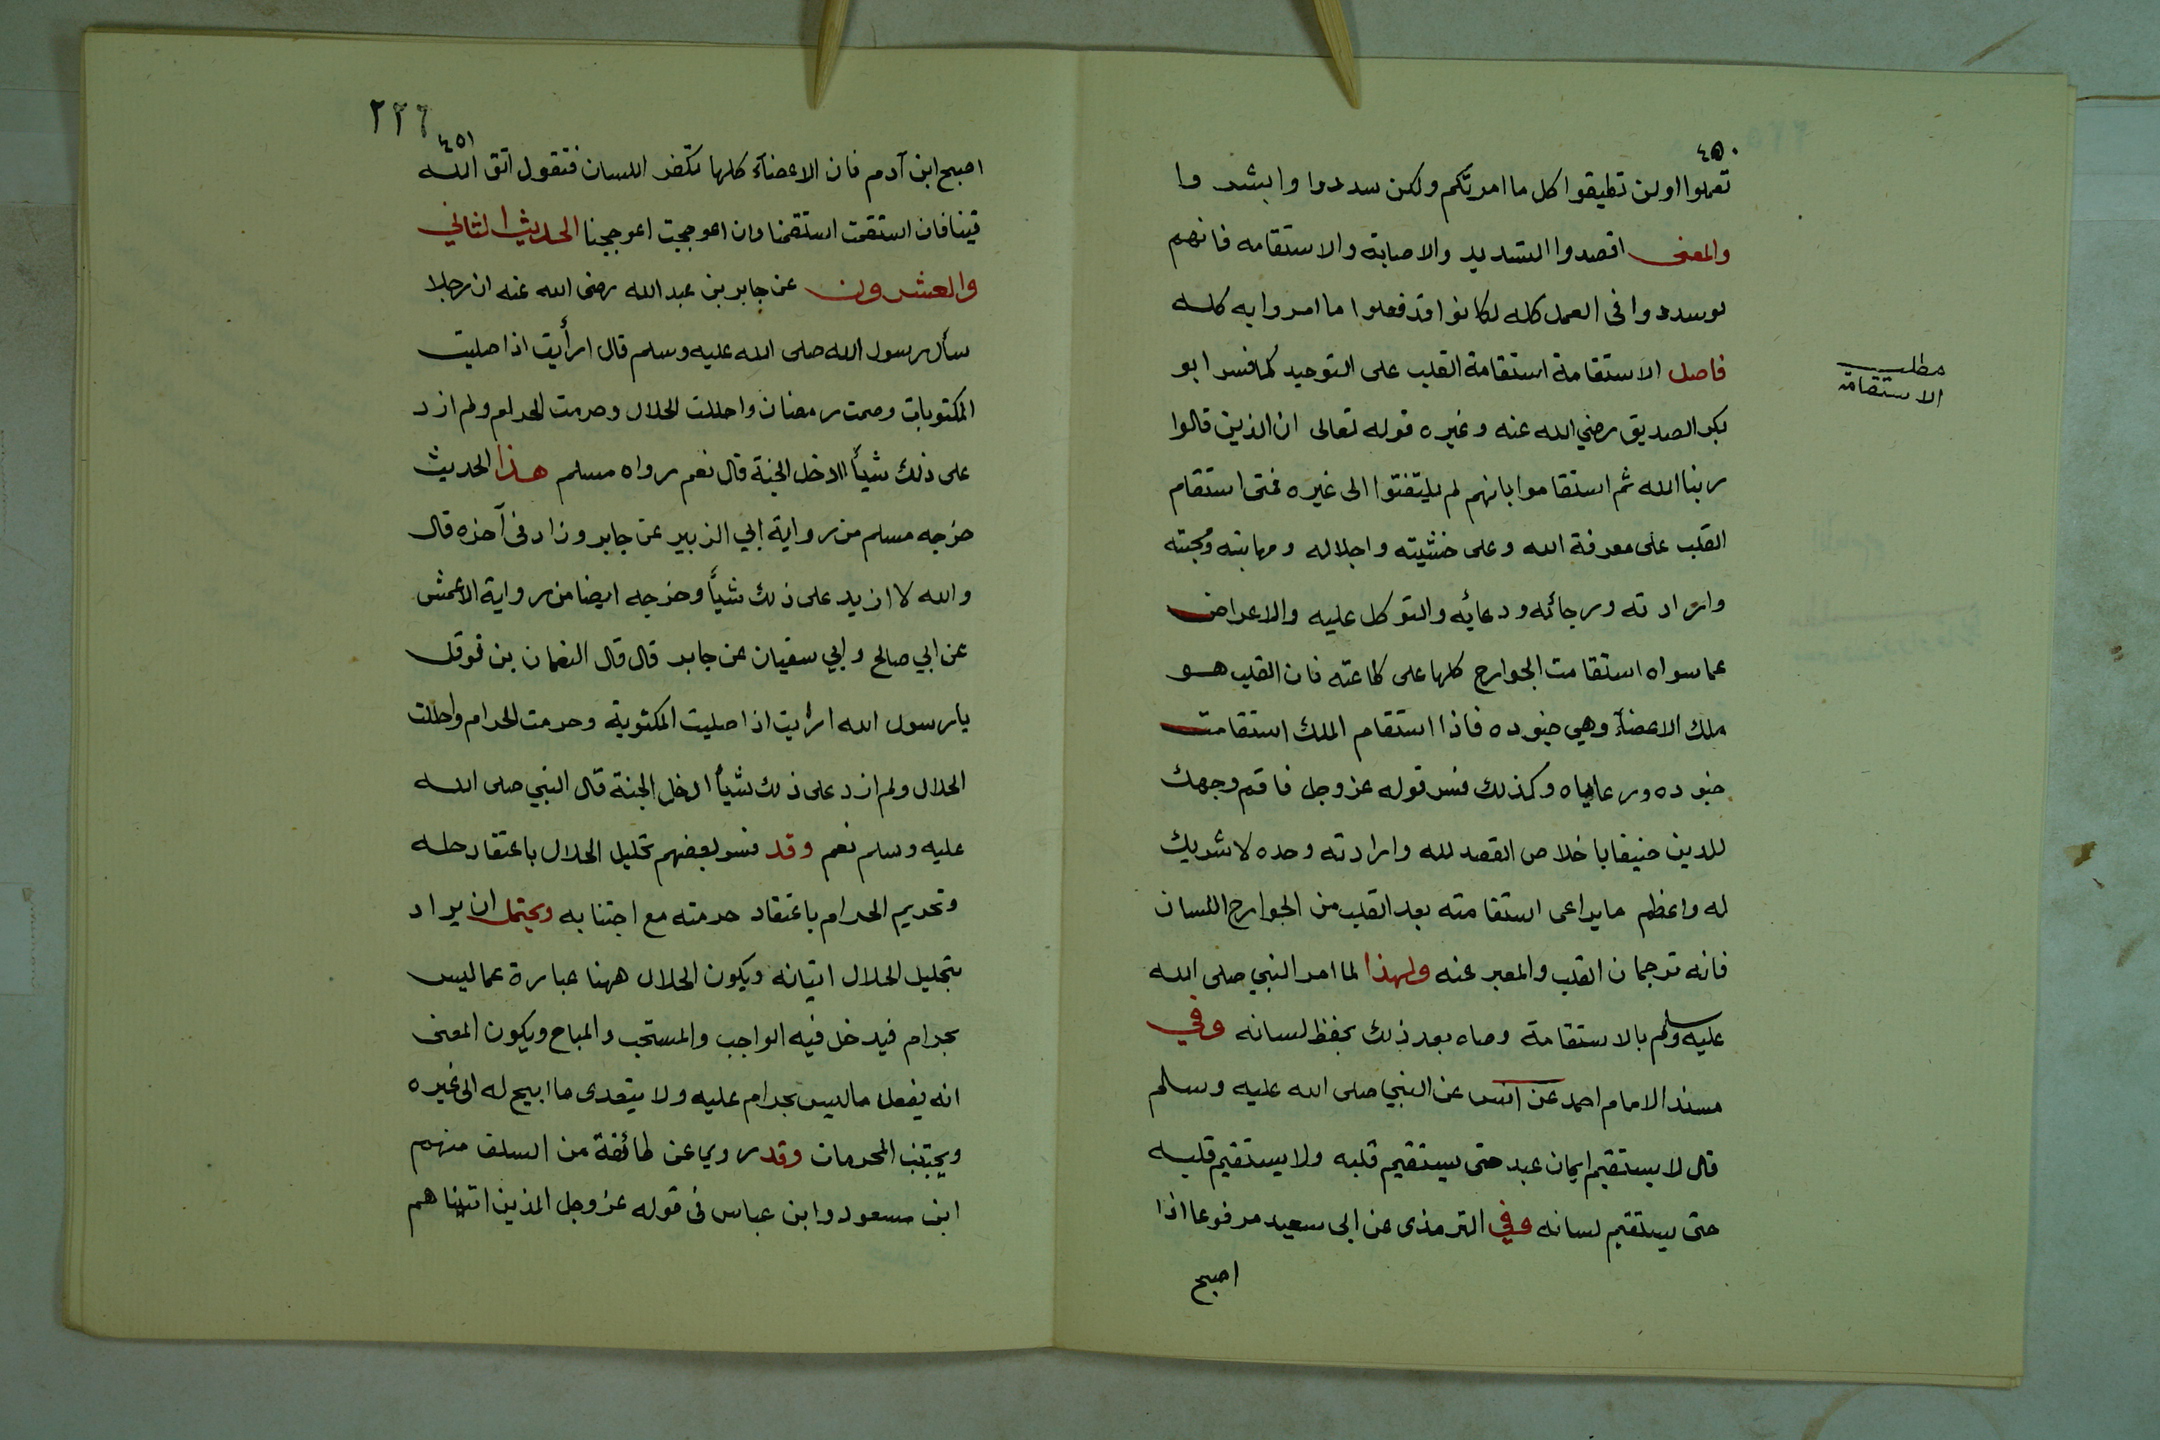 ٤٥٠
تعملوا اولن تطيقوا كل ما امرتكم ولكن سددوا وابشروا
والمعنى اقصدوا التسديد والاصابة والاستقامه فانهم
لوسددوا فى العمل كله لكانوا قد فعلوا ما امروا به كله
فاصل الاستقامة استقامة القلب على التوحيد كما فسر ابو
مطلب
الاستقامة
بكر الصديق رضي الله عنه وغيره قوله تعالى ان الذين قالوا
ربنا الله ثم استقاموا بانهم لم يلتفتوا الى غيره فمتى استقام
القلب على معرفة الله وعلى خشيته واجلاله ومهابته ومحبته
وارادته ورجائه ودعايه والتوكل عليه والاعراض
عما سواه استقامت الجوارح كلها على طاعته فان القلب هو
ملك الاعضآء وهي جنوده فاذا استقام الملك استقامت
جنوده ورعاياه وكذلك فسر قوله عز وجل فاقم وجهك
للدين حنيفا باخلاص القصد لله وارادته وحده لا شريك
له واعظم ما يراعى استقامته بعد القلب من الجوارح اللسان
فانه ترجمان القلب والمعبر عنه ولهذا لما امر النبي صلى الله
عليه وسلم بالاستقامة وصاه بعد ذلك بحفظ لسانه وفي
مسند الامام احمد عن انس عن النبي صلى الله عليه وسلم
قال لا يستقيم ايمان عبد حتى يستقيم قلبه ولا يستقيم قلبه
حتى يستقيم لسانه وفي الترمذى عن ابى سعيد مرفوعا اذا
اصبح
٢٢٦
٤٥١
اصبح ابن آدم فان الاعضآء كلها تكفر اللسان فتقول اتق الله
فينا فان استقمت استقمنا وان اعوججت اعوججنا الحديث الثاني
والعشرون عن جابر بن عبد الله رضى الله عنه ان رجلا
سأل رسول الله صلى الله عليه وسلم قال ارأيت اذا صليت
المكتوبات وصمت رمضان واحللت الحلال وحرمت الحرام ولم ازد
على ذلك شيأ أادخل الجنة قال نعم رواه مسلم هذا الحديث
خرجه مسلم من رواية ابي الزبير عن جابر وزاد فى آخره قال
والله لا ازيد على ذلك شيأ وخرجه ايضا من رواية الأعمش
عن ابي صالح وابي سفيان عن جابر قال قال النعمان بن قوقل
يا رسول الله ارأيت اذا صليت المكتوبة وحرمت الحرام واحللت
الحلال ولم ازد على ذلك شيأ ادخل الجنة قال النبي صلى الله
عليه وسلم نعم وقد فسر بعضهم تحليل الحلال باعتقاد حله
وتحريم الحرام باعتقاد حرمته مع اجتنابه ويحتمل ان يراد
بتحليل الحلال اتيانه ويكون الحلال ههنا عبارة عما ليس
بحرام فيدخل فيه الواجب والمستحب والمباح ويكون المعنى
انه يفعل ما ليس بحرام عليه ولا يتعدى ما ابيح له الى غيره
ويجتنب المحرمات وقد روي عن طائفة من السلف منهم
ابن مسعود وابن عباس فى قوله عز وجل الذين اتيناهم